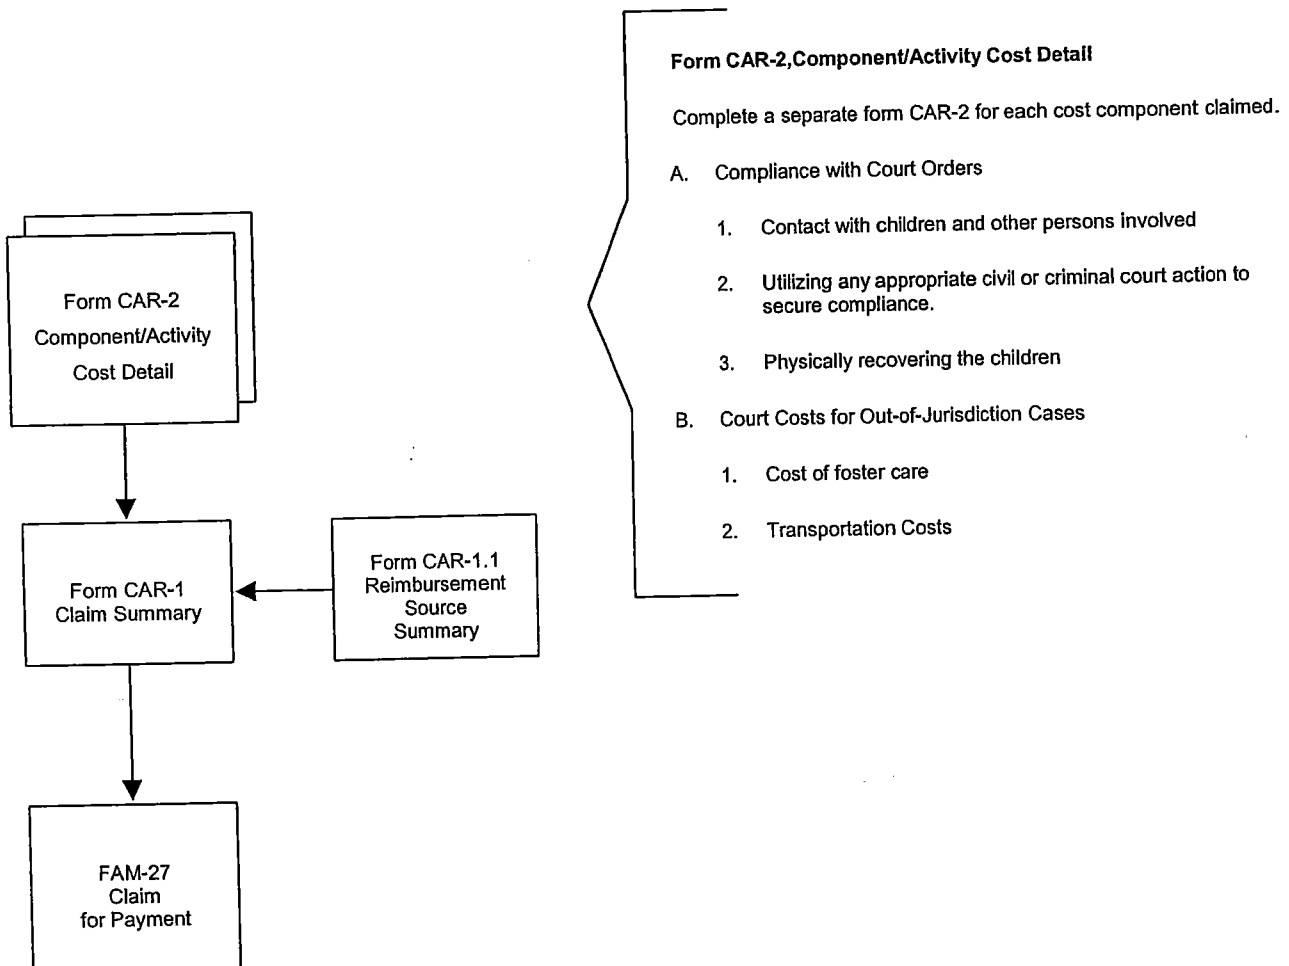 Form CAR-2,Component/Activity Cost Detail
Complete a separate form CAR-2 for each cost component claimed.
A. Compliance with Court Orders
1. Contact with children and other persons involved
2. Utilizing any appropriate civil or criminal court action to
secure compliance.
3. Physically recovering the children
B. Court Costs for Out-of-Jurisdiction Cases
1. Cost of foster care
2. Transportation Costs
Form CAR-2
Component/Activity
Cost Detail
Form CAR-1
Claim Summary
Form CAR-1.1
Reimbursement
Source
Summary
FAM-27
Claim
for Payment